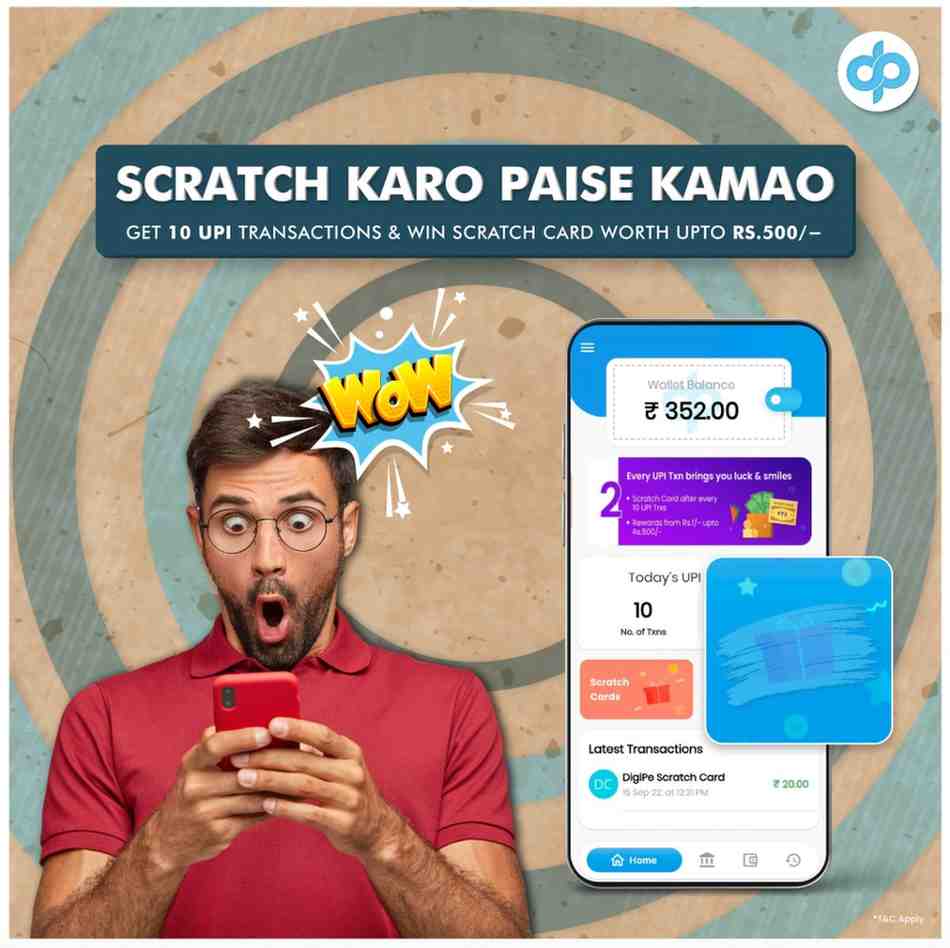 dp
SCRATCH KARO PAISE KAMAO
GET 10 UPI TRANSACTIONS & WIN SCRATCH CARD WORTH UPTO RS.500/–
WOW
Wallet Balance
₹ 352.00
2
Every UPI Txn brings you luck & smiles
• Scratch Card after every
10 UPI Txns
• Rewards from Rs.1/- upto
Rs.500/-
Today's UPI
10
No. of Txns
Scratch
Cards
Latest Transactions
DC
DigiPe Scratch Card
₹ 20.00
15 Sep 22, at 12:31 PM
Home
*T&C Apply